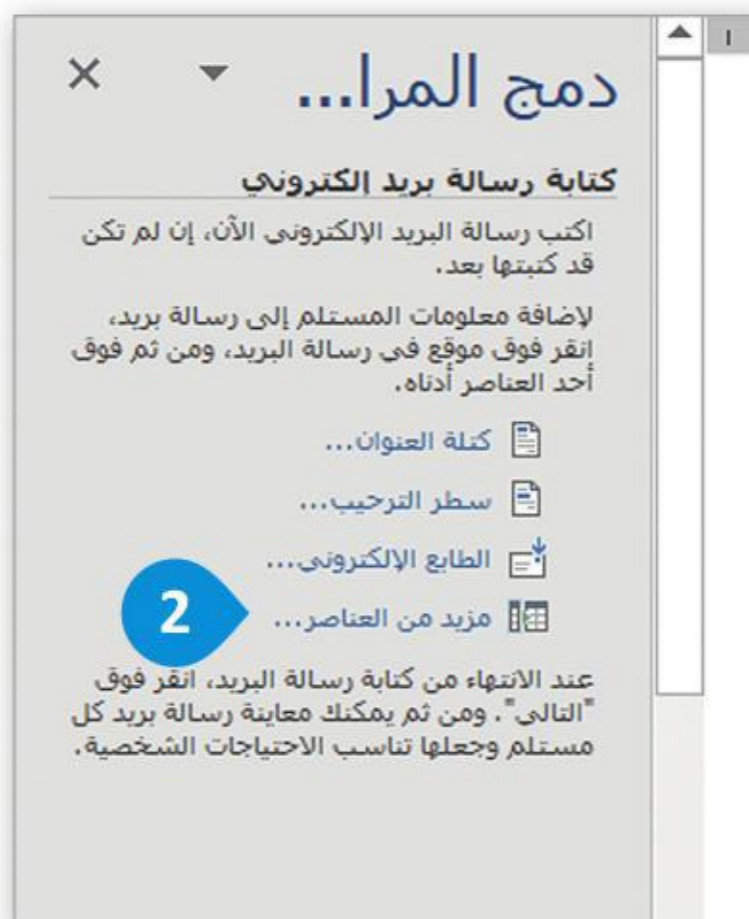 دمج المرا...
كتابة رسالة بريد إلكتروني
اكتب رسالة البريد الإلكتروني الآن، إن لم تكن
قد كتبتها بعد.
لإضافة معلومات المستلم إلى رسالة بريد،
انقر فوق موقع في رسالة البريد، ومن ثم فوق
أحد العناصر أدناه.
كتلة العنوان...
سطر الترحيب...
الطابع الإلكتروني...
مزيد من العناصر...
2
عند الانتهاء من كتابة رسالة البريد، انقر فوق
"التالي". ومن ثم يمكنك معاينة رسالة بريد كل
مستلم وجعلها تناسب الاحتياجات الشخصية.